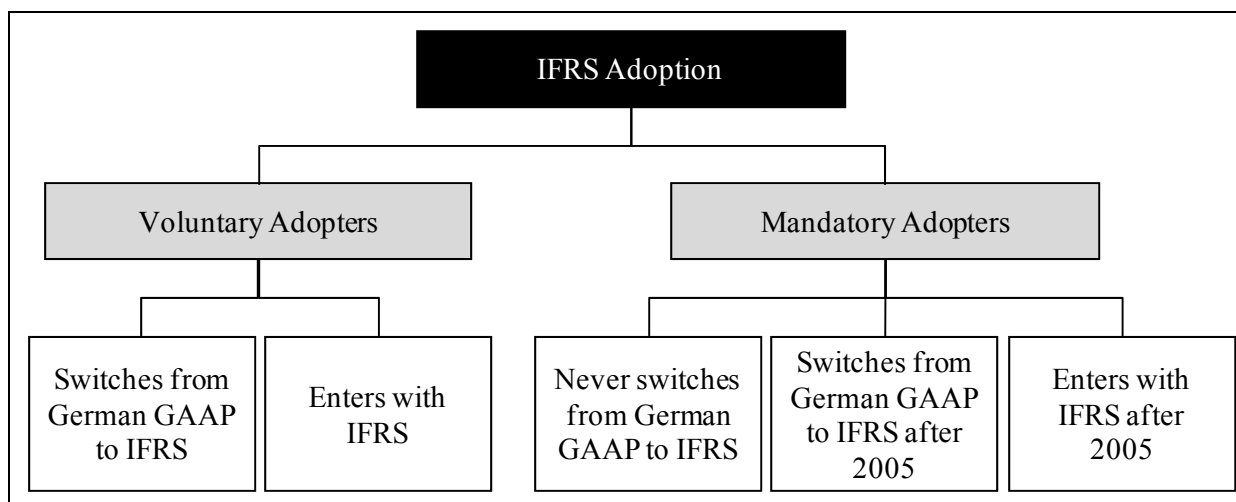 IFRS Adoption
Voluntary Adopters
Mandatory Adopters
Switches from
German GAAP
to IFRS
Enters with
IFRS
Never switches
from German
GAAP to IFRS
Switches from
German GAAP
to IFRS after
2005
Enters with
IFRS after
2005